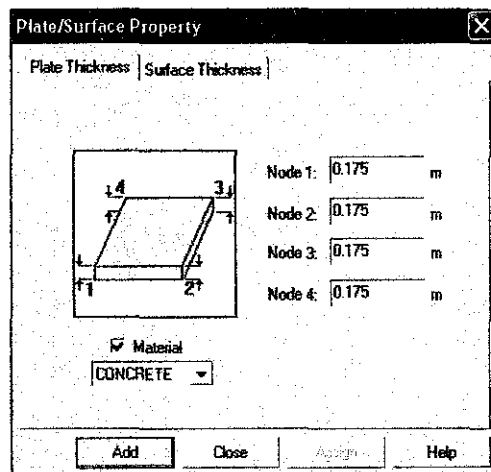 Plate/Surface Property
Plate Thickness
Surface Thickness
4
3
1
2
Node 1: 0.175 m
Node 2: 0.175 m
Node 3: 0.175 m
Node 4: 0.175 m
Material
CONCRETE
Add
Close
Assign
Help